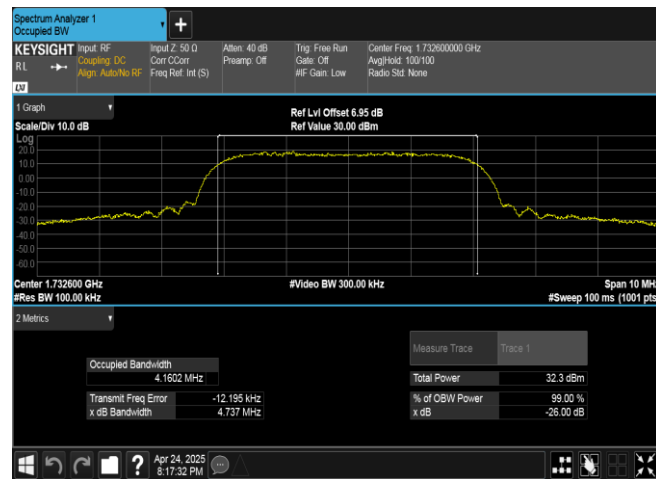 Spectrum Analyzer 1
Occupied BW
+
KEYSIGHT Input: RF Input Z: 50 Ω Atten: 40 dB Trig: Free Run Center Freq: 1.732600000 GHz
RL Coupling: DC Corr CCorr Preamp: Off Gate: Off Avg|Hold: 100/100
Align: Auto/No RF Freq Ref: Int (S) #IF Gain: Low Radio Std: None
LXI
1 Graph
Ref Lvl Offset 6.95 dB
Scale/Div 10.0 dB Ref Value 30.00 dBm
Log
20.0
10.0
0.00
-10.0
-20.0
-30.0
-40.0
-50.0
-60.0
Center 1.732600 GHz #Video BW 300.00 kHz Span 10 MHz
#Res BW 100.00 kHz #Sweep 100 ms (1001 pts
2 Metrics
Measure Trace Trace 1
Occupied Bandwidth
4.1602 MHz Total Power 32.3 dBm
Transmit Freq Error -12.195 kHz % of OBW Power 99.00 %
x dB Bandwidth 4.737 MHz x dB -26.00 dB
? Apr 24, 2025
8:17:32 PM